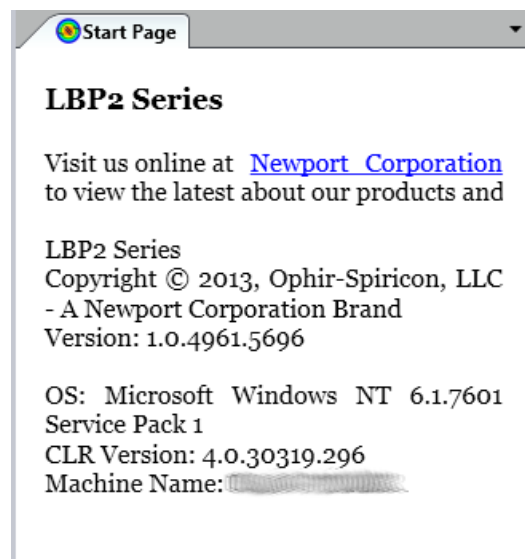 Start Page
LBP2 Series
Visit us online at Newport Corporation
to view the latest about our products and
LBP2 Series
Copyright © 2013, Ophir-Spiricon, LLC
- A Newport Corporation Brand
Version: 1.0.4961.5696
OS: Microsoft Windows NT 6.1.7601
Service Pack 1
CLR Version: 4.0.30319.296
Machine Name: